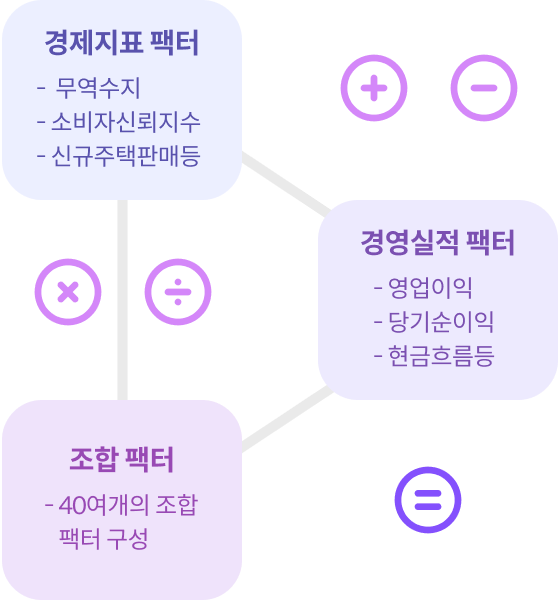 경제지표 팩터
- 무역수지
- 소비자신뢰지수
- 신규주택판매등
+
−
경영실적 팩터
- 영업이익
- 당기순이익
- 현금흐름등
×
÷
조합 팩터
- 40여개의 조합
팩터 구성
=